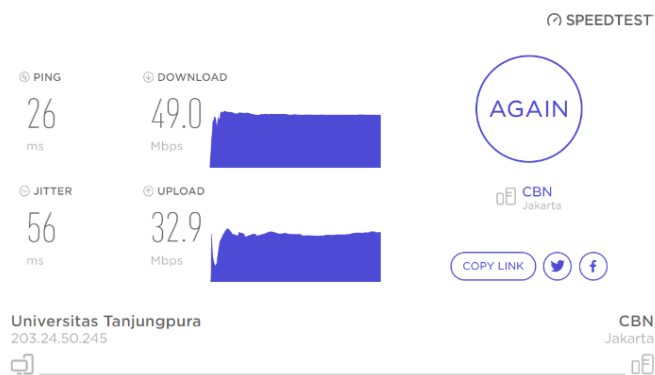 SPEEDTEST
PING
26
ms
DOWNLOAD
49.0
Mbps
JITTER
56
ms
UPLOAD
32.9
Mbps
AGAIN
CBN
Jakarta
COPY LINK
Universitas Tanjungpura
203.24.50.245
CBN
Jakarta